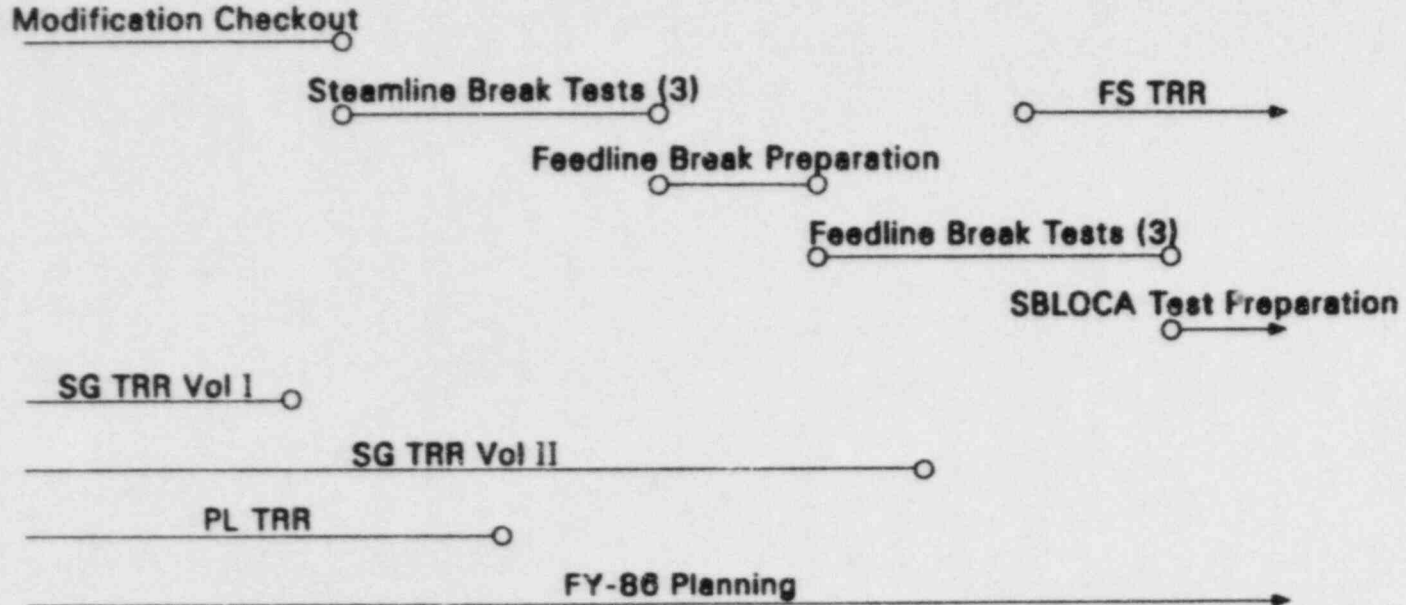 Modification Checkout
Steamline Break Tests (3)
FS TRR
Feedline Break Preparation
Feedline Break Tests (3)
SBLOCA Test Preparation
SG TRR Vol I
SG TRR Vol II
PL TRR
FY-86 Planning